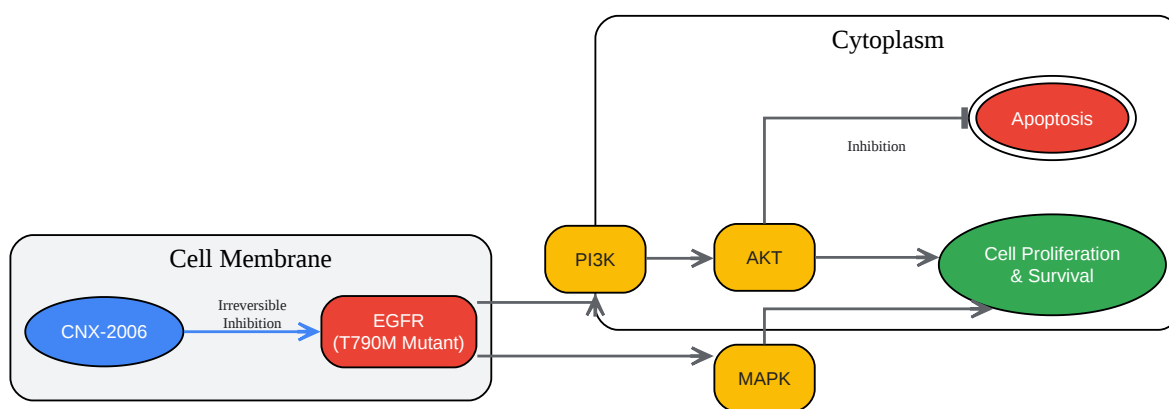 Cytoplasm
Apoptosis
Inhibition
PI3K
AKT
Cell Proliferation
& Survival
Cell Membrane
CNX-2006
Irreversible
Inhibition
EGFR
(T790M Mutant)
MAPK